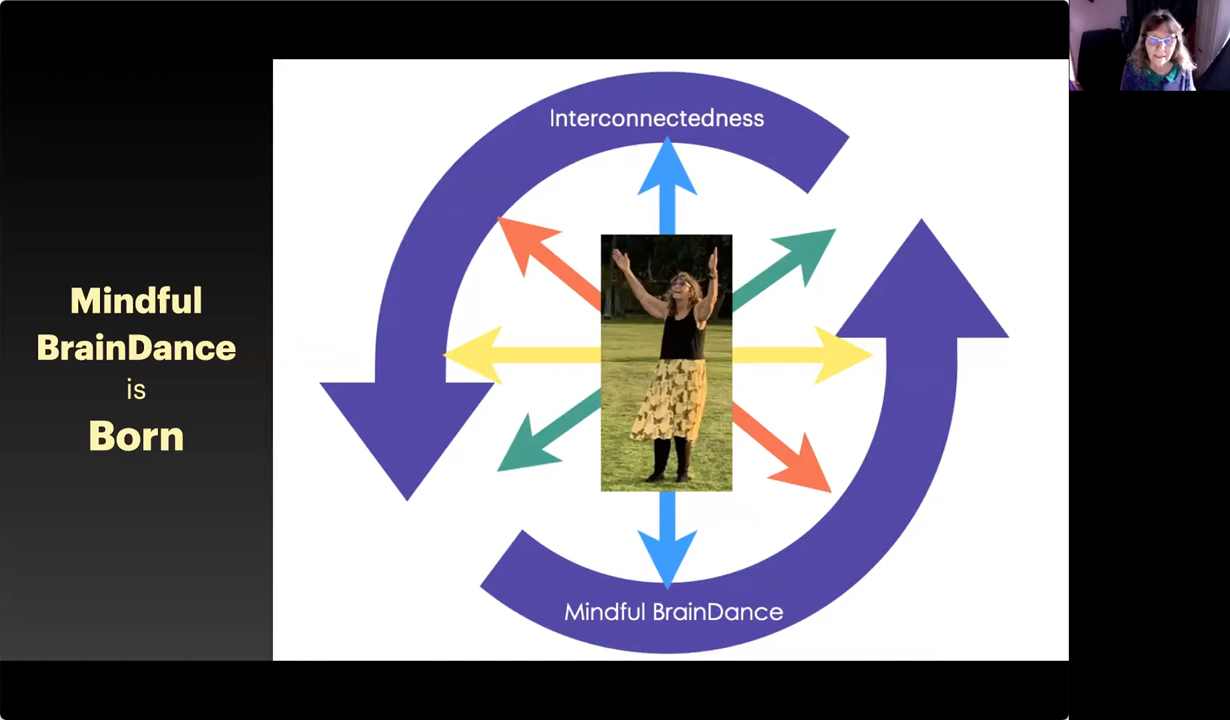 Mindful
BrainDance
is
Born
Interconnectedness
Mindful BrainDance